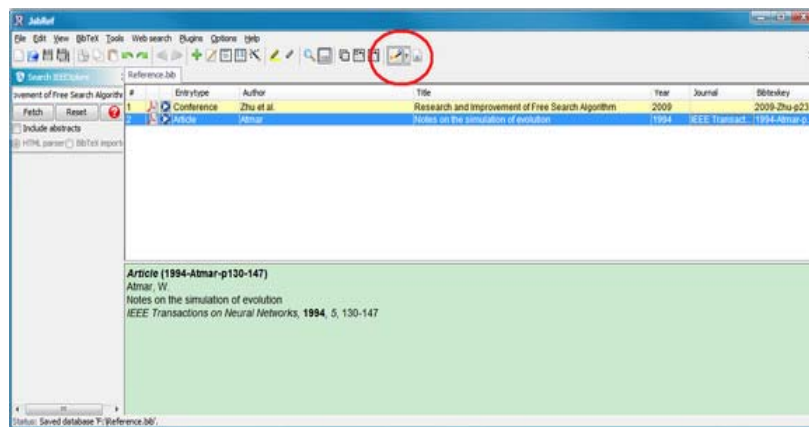 JabRef
File Edit View BibTeX Tools Web search Plugins Options Help
Search IEEEXplore
Reference.bib
ovement of Free Search Algorithm
# Entrytype Author Title Year Journal Bibtexkey
Fetch Reset
1 Conference Zhu et al. Research and Improvement of Free Search Algorithm 2009 2009-Zhu-p23
2 Article Atmar Notes on the simulation of evolution 1994 IEEE Transact... 1994-Atmar-p
Include abstracts
HTML parser BibTeX import
Article (1994-Atmar-p130-147)
Atmar, W.
Notes on the simulation of evolution
IEEE Transactions on Neural Networks, 1994, 5, 130-147
Status: Saved database 'F:\Reference.bib'.